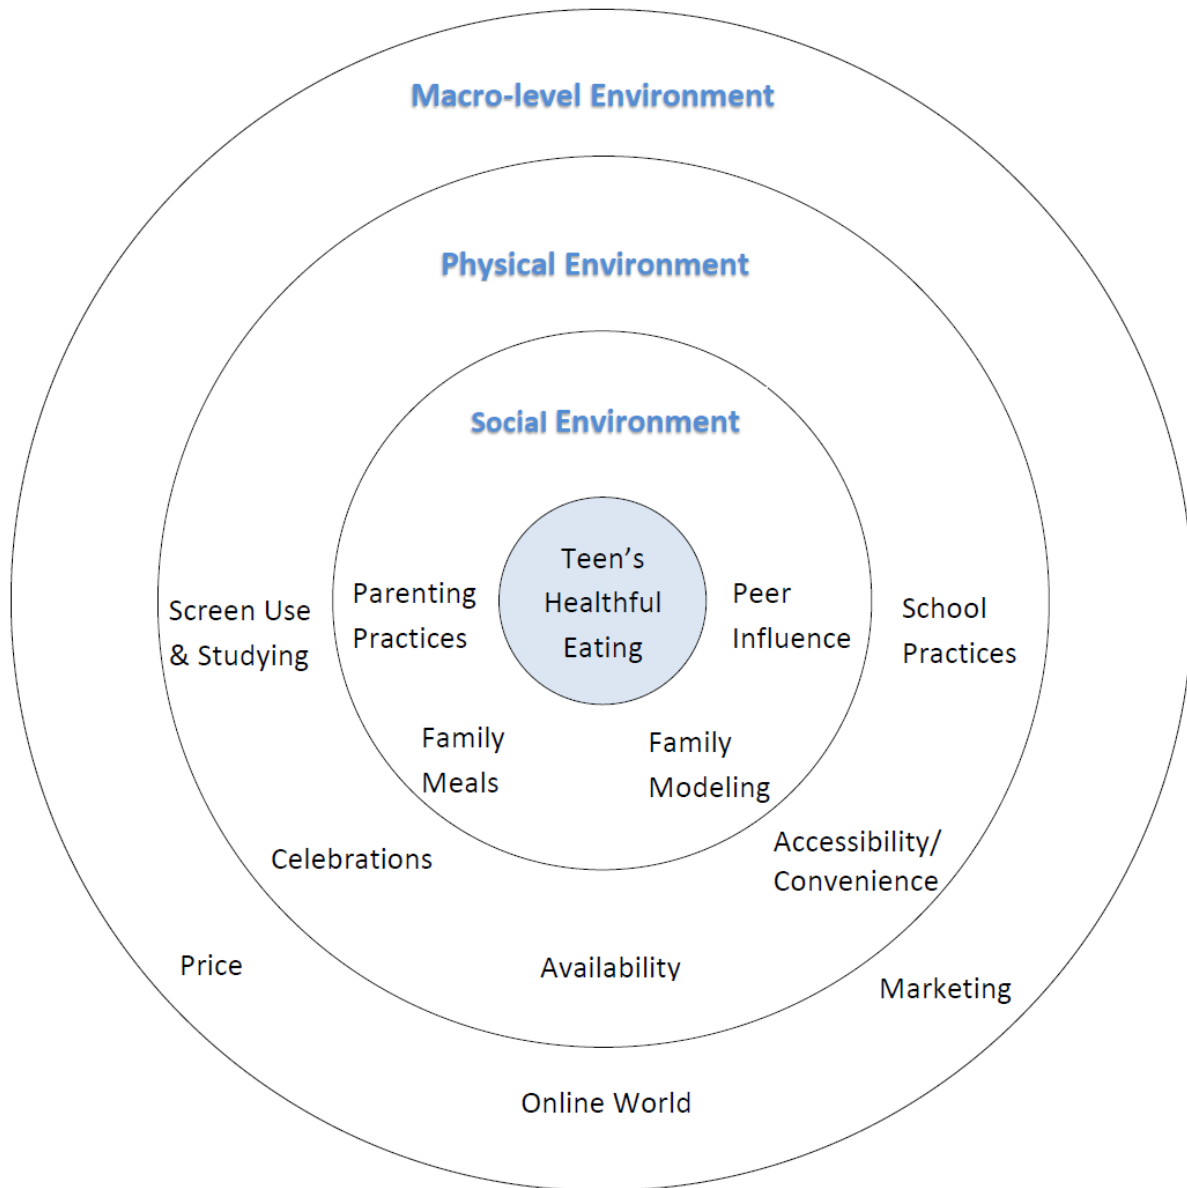 Macro-level Environment
Physical Environment
Social Environment
Teen’s
Healthful
Eating
Parenting
Practices
Peer
Influence
Screen Use
& Studying
School
Practices
Family
Meals
Family
Modeling
Celebrations
Accessibility/
Convenience
Price
Availability
Marketing
Online World